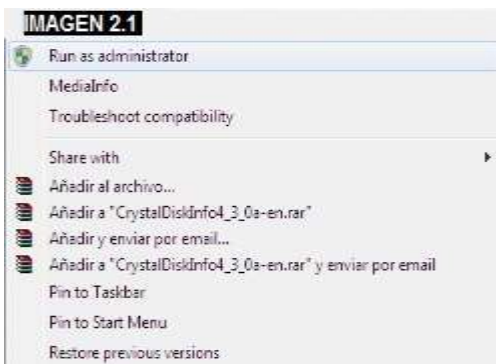 IMAGEN 2.1
Run as administrator
MediaInfo
Troubleshoot compatibility
Share with
Añadir al archivo...
Añadir a "CrystalDiskInfo4_3_0a-en.rar"
Añadir y enviar por email...
Añadir a "CrystalDiskInfo4_3_0a-en.rar" y enviar por email
Pin to Taskbar
Pin to Start Menu
Restore previous versions